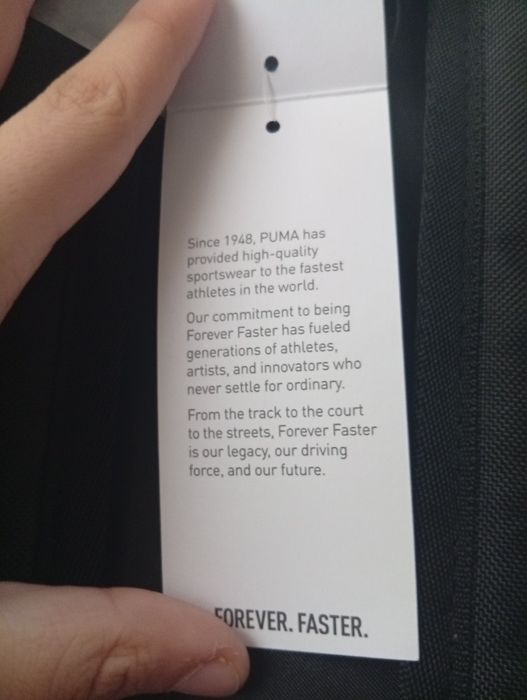 Since 1948, PUMA has
provided high-quality
sportswear to the fastest
athletes in the world.
Our commitment to being
Forever Faster has fueled
generations of athletes,
artists, and innovators who
never settle for ordinary.
From the track to the court
to the streets, Forever Faster
is our legacy, our driving
force, and our future.
FOREVER. FASTER.